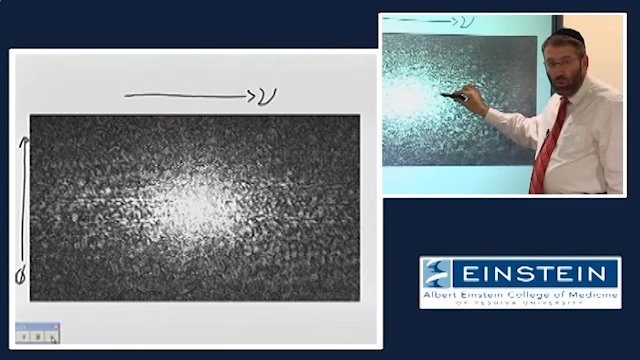 → ν
→ ν
φ
EINSTEIN
Albert Einstein College of Medicine
OF YESHIVA UNIVERSITY